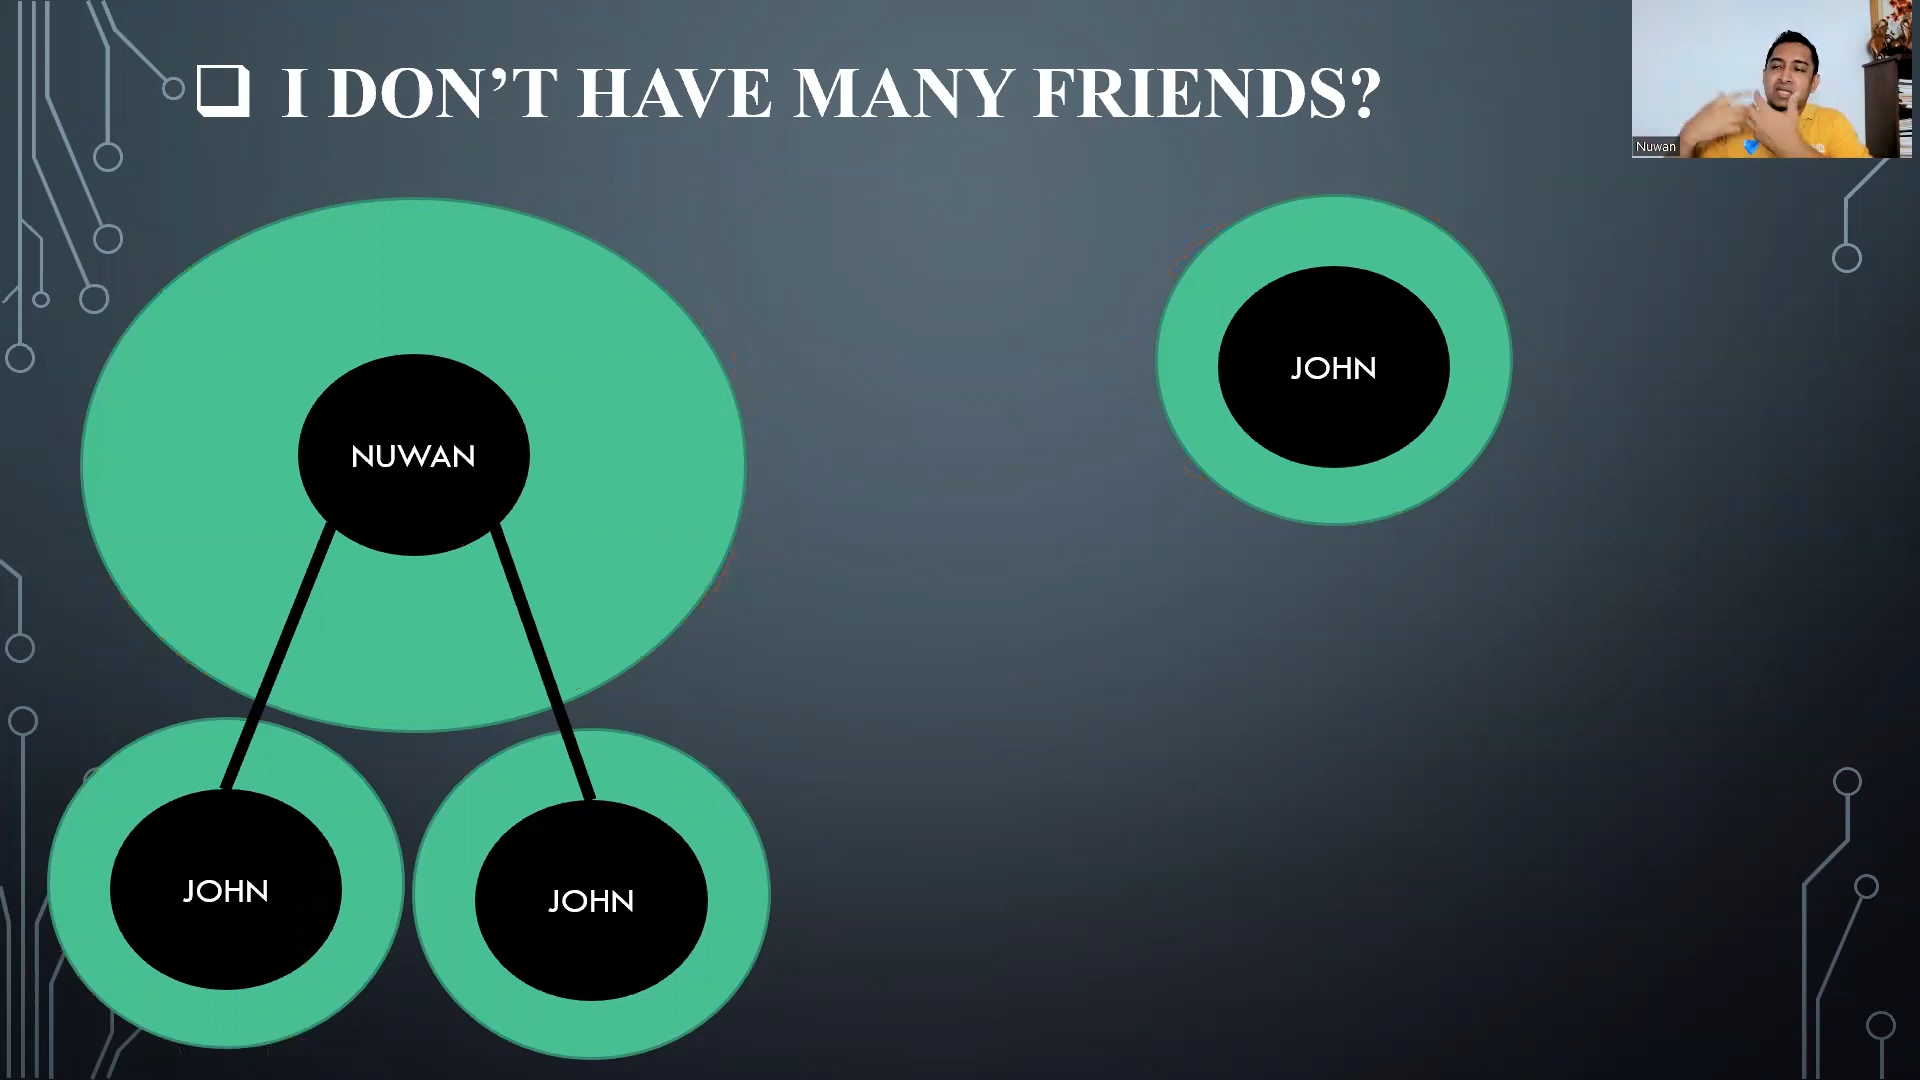 I DON’T HAVE MANY FRIENDS?
Nuwan
JOHN
NUWAN
JOHN
JOHN